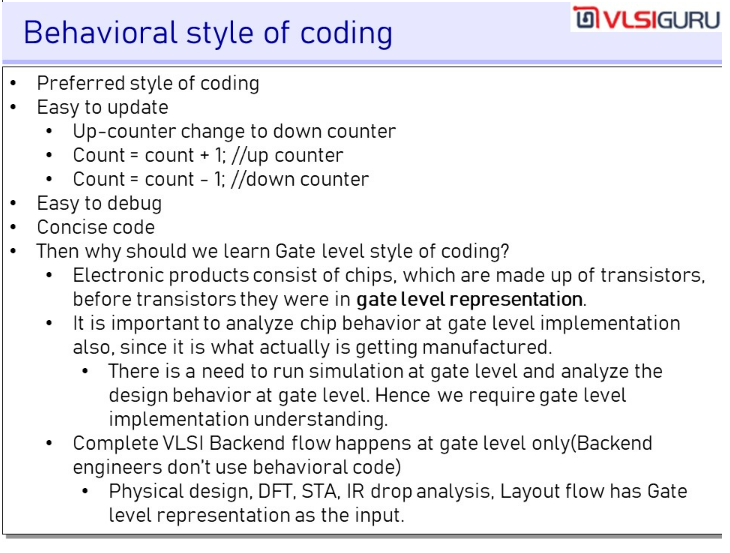 Behavioral style of coding
VLSIGURU
• Preferred style of coding
• Easy to update
• Up-counter change to down counter
• Count = count + 1; //up counter
• Count = count - 1; //down counter
• Easy to debug
• Concise code
• Then why should we learn Gate level style of coding?
• Electronic products consist of chips, which are made up of transistors,
before transistors they were in gate level representation.
• It is important to analyze chip behavior at gate level implementation
also, since it is what actually is getting manufactured.
• There is a need to run simulation at gate level and analyze the
design behavior at gate level. Hence we require gate level
implementation understanding.
• Complete VLSI Backend flow happens at gate level only(Backend
engineers don't use behavioral code)
• Physical design, DFT, STA, IR drop analysis, Layout flow has Gate
level representation as the input.